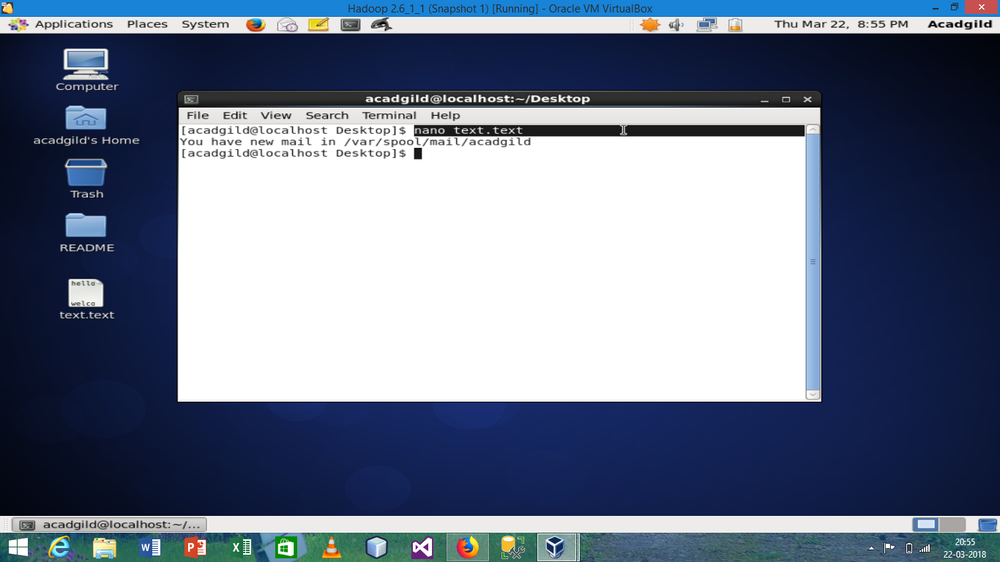 Hadoop 2.6_1_1 (Snapshot 1) [Running] - Oracle VM VirtualBox
Applications Places System Thu Mar 22, 8:55 PM Acadgild
Computer
acadgild's Home
Trash
README
hello
welco
text.text
acadgild@localhost:~/Desktop
File Edit View Search Terminal Help
[acadgild@localhost Desktop]$ nano text.text
You have new mail in /var/spool/mail/acadgild
[acadgild@localhost Desktop]$
acadgild@localhost:~/...
20:55
22-03-2018